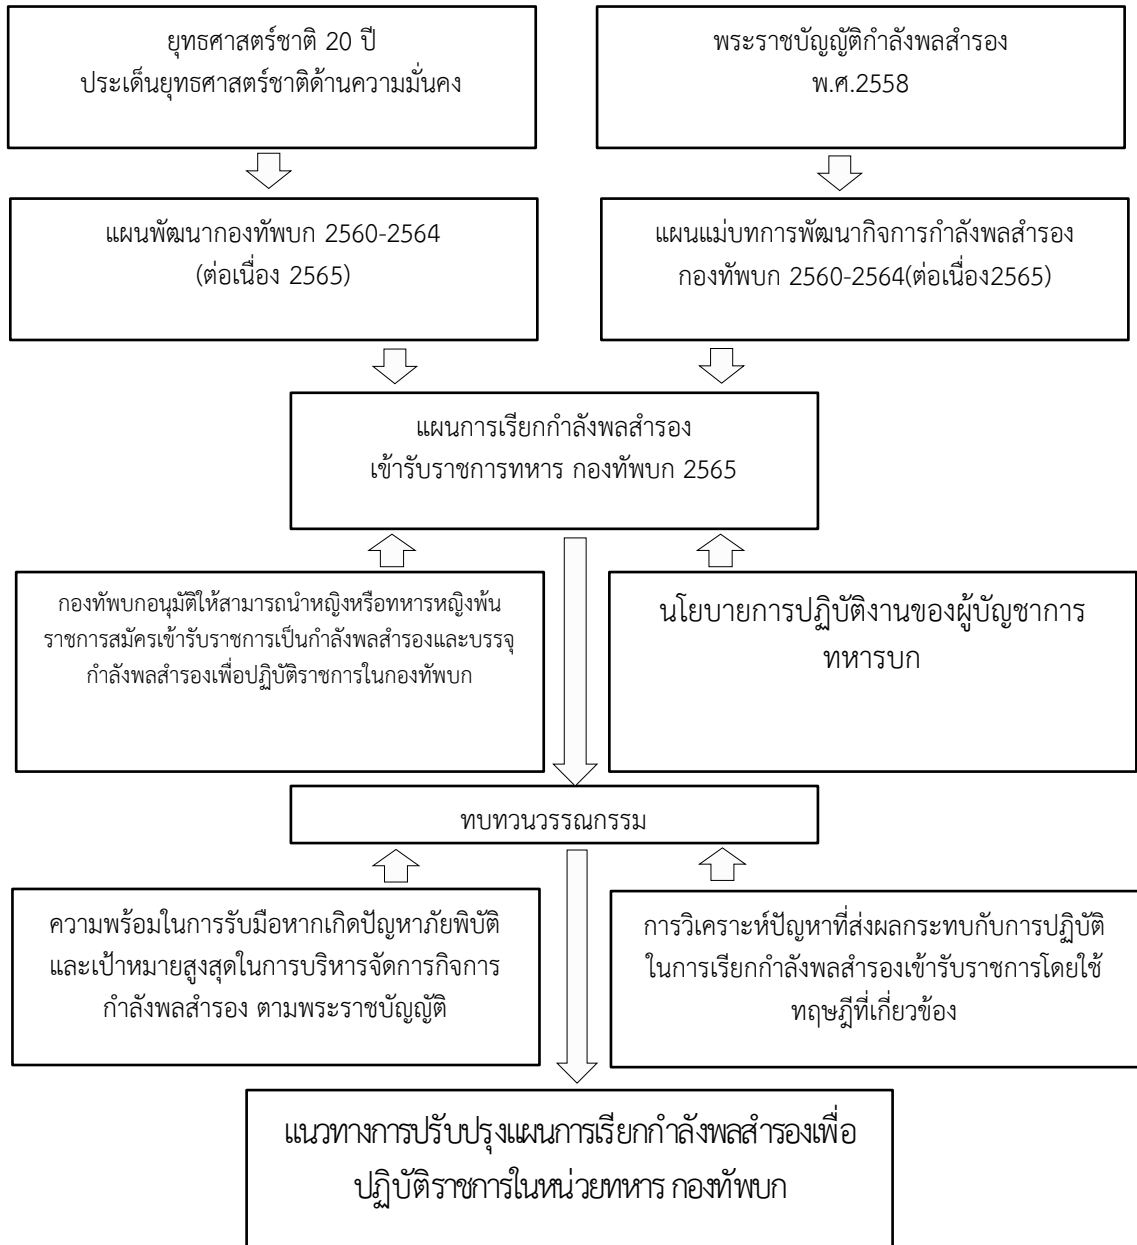 ยุทธศาสตร์ชาติ 20 ปี
ประเด็นยุทธศาสตร์ชาติด้านความมั่นคง
พระราชบัญญัติกำลังพลสำรอง
พ.ศ.2558
แผนพัฒนากองทัพบก 2560-2564
(ต่อเนื่อง 2565)
แผนแม่บทการพัฒนากิจการกำลังพลสำรอง
กองทัพบก 2560-2564(ต่อเนื่อง2565)
แผนการเรียกกำลังพลสำรอง
เข้ารับราชการทหาร กองทัพบก 2565
กองทัพบกอนุมัติให้สามารถนำหญิงหรือทหารหญิงพ้น
ราชการสมัครเข้ารับราชการเป็นกำลังพลสำรองและบรรจุ
กำลังพลสำรองเพื่อปฏิบัติราชการในกองทัพบก
นโยบายการปฏิบัติงานของผู้บัญชาการ
ทหารบก
ทบทวนวรรณกรรม
ความพร้อมในการรับมือหากเกิดปัญหาภัยพิบัติ
และเป้าหมายสูงสุดในการบริหารจัดการกิจการ
กำลังพลสำรอง ตามพระราชบัญญัติ
การวิเคราะห์ปัญหาที่ส่งผลกระทบกับการปฏิบัติ
ในการเรียกกำลังพลสำรองเข้ารับราชการโดยใช้
ทฤษฎีที่เกี่ยวข้อง
แนวทางการปรับปรุงแผนการเรียกกำลังพลสำรองเพื่อ
ปฏิบัติราชการในหน่วยทหาร กองทัพบก